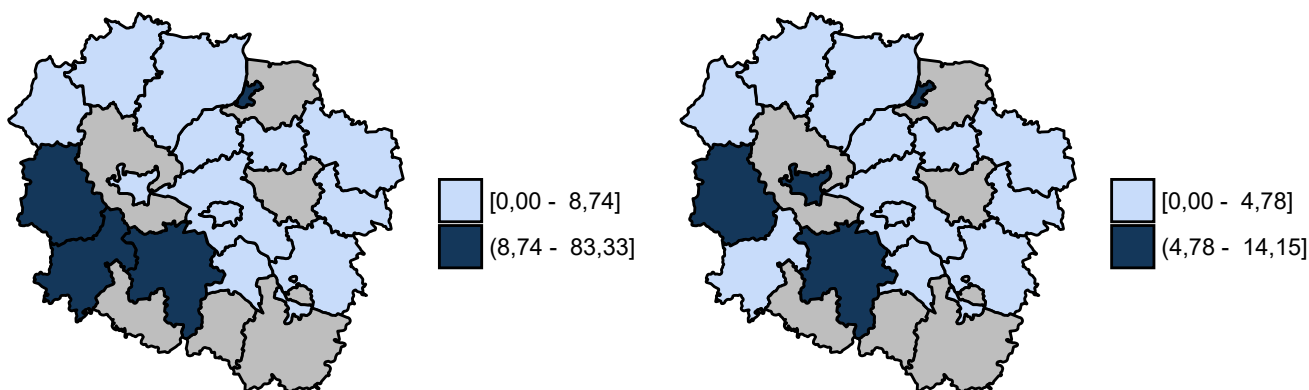 [0,00 -  8,74]
(8,74 -  83,33]
[0,00 -  4,78]
(4,78 -  14,15]